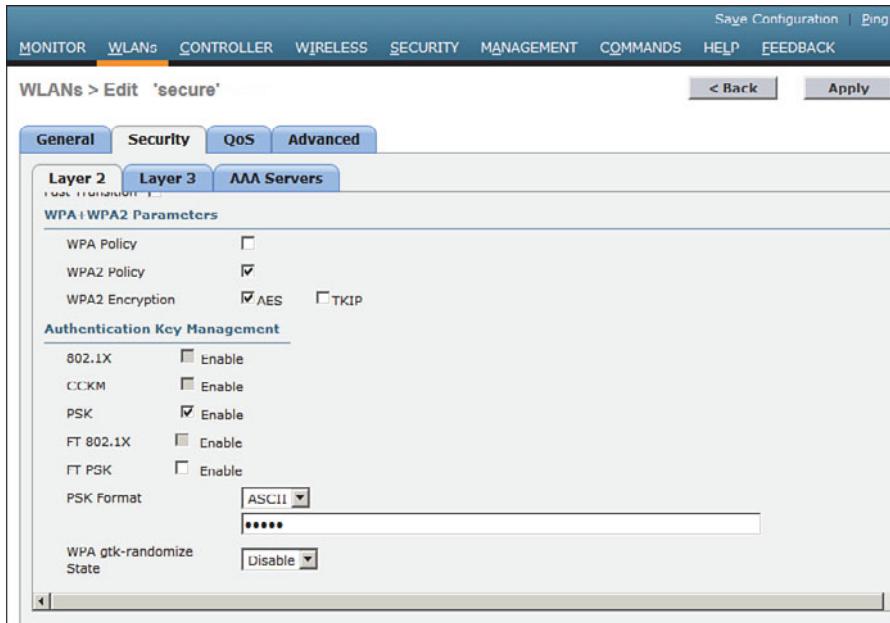 Save Configuration | Ping
MONITOR WLANs CONTROLLER WIRELESS SECURITY MANAGEMENT COMMANDS HELP FEEDBACK
WLANs > Edit 'secure'
< Back Apply
General Security QoS Advanced
Layer 2 Layer 3 AAA Servers
Fast Transition
WPA+WPA2 Parameters
WPA Policy
WPA2 Policy
WPA2 Encryption AES TKIP
Authentication Key Management
802.1X Enable
CCKM Enable
PSK Enable
FT 802.1X Enable
FT PSK Enable
PSK Format ASCII
•••••
WPA gtk-randomize
State
Disable